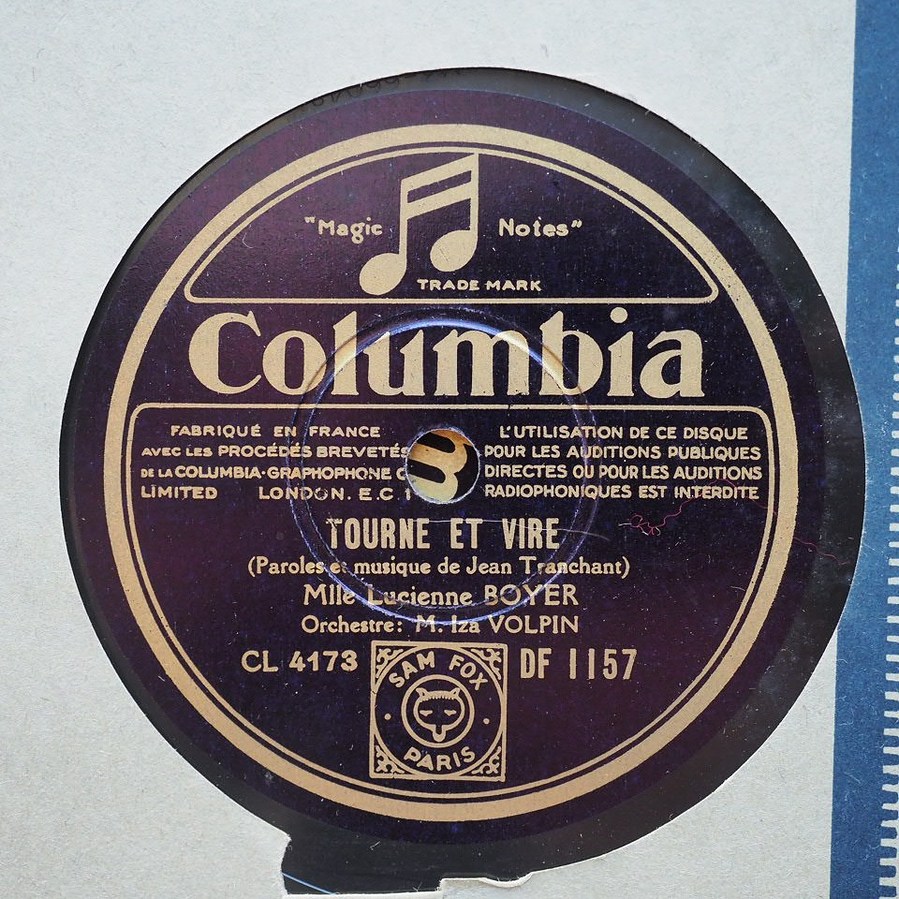 "Magic Notes"
TRADE MARK
Columbia
FABRIQUÉ EN FRANCE
AVEC LES PROCÉDÉS BREVETÉS
DE LA COLUMBIA-GRAPHOPHONE C
LIMITED LONDON. E.C 1
L'UTILISATION DE CE DISQUE
POUR LES AUDITIONS PUBLIQUES
DIRECTES OU POUR LES AUDITIONS
RADIOPHONIQUES EST INTERDITE
TOURNE ET VIRE
(Paroles et musique de Jean Tranchant)
Mlle Lucienne BOYER
Orchestre: M. Iza VOLPIN
CL 4173
SAM FOX
PARIS
DF 1157